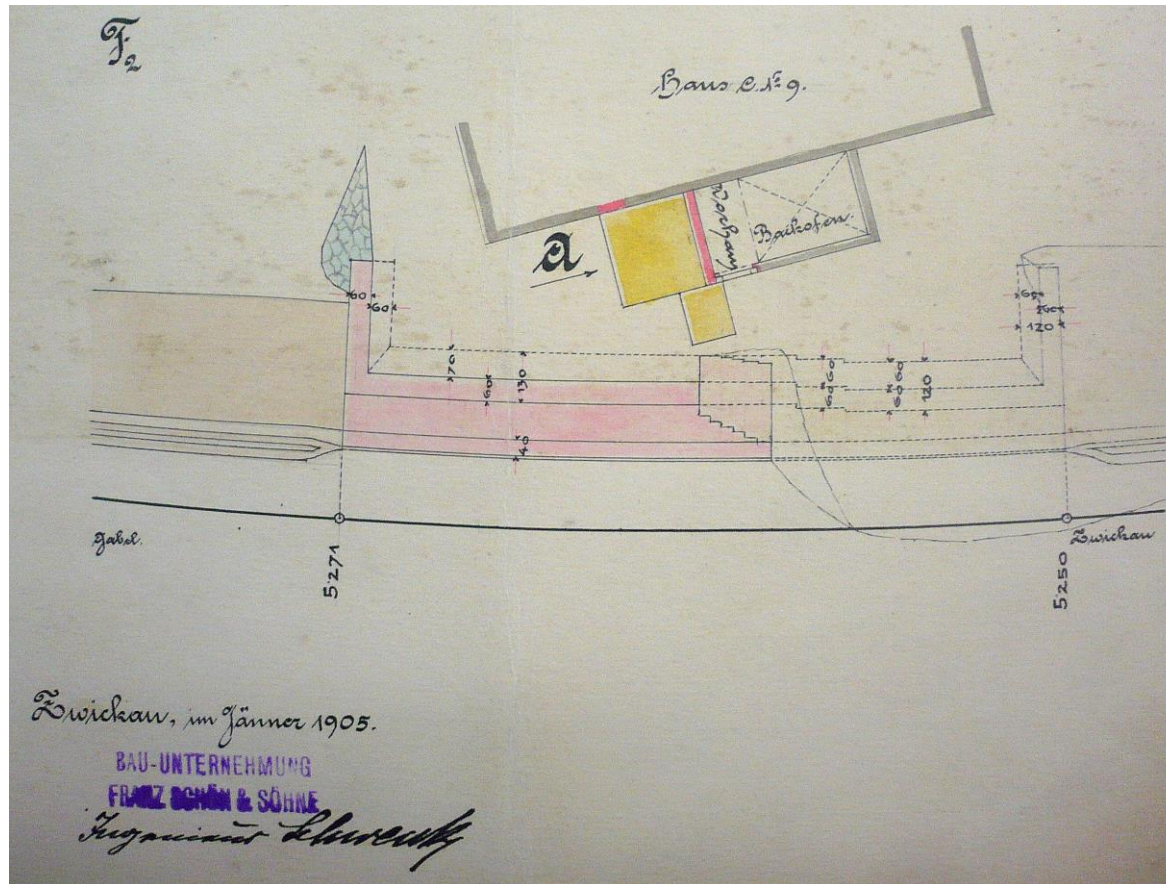 F2
Haus C. № 9.
Vorhaus
Backofen.
a
60
60
70
60
130
40
60
60
60
60
120
60
60
120
Gabel.
Zwickau
5·271
5·250
Zwickau, im Jänner 1905.
BAU-UNTERNEHMUNG
FRANZ SCHÖN & SÖHNE
Ingenieur